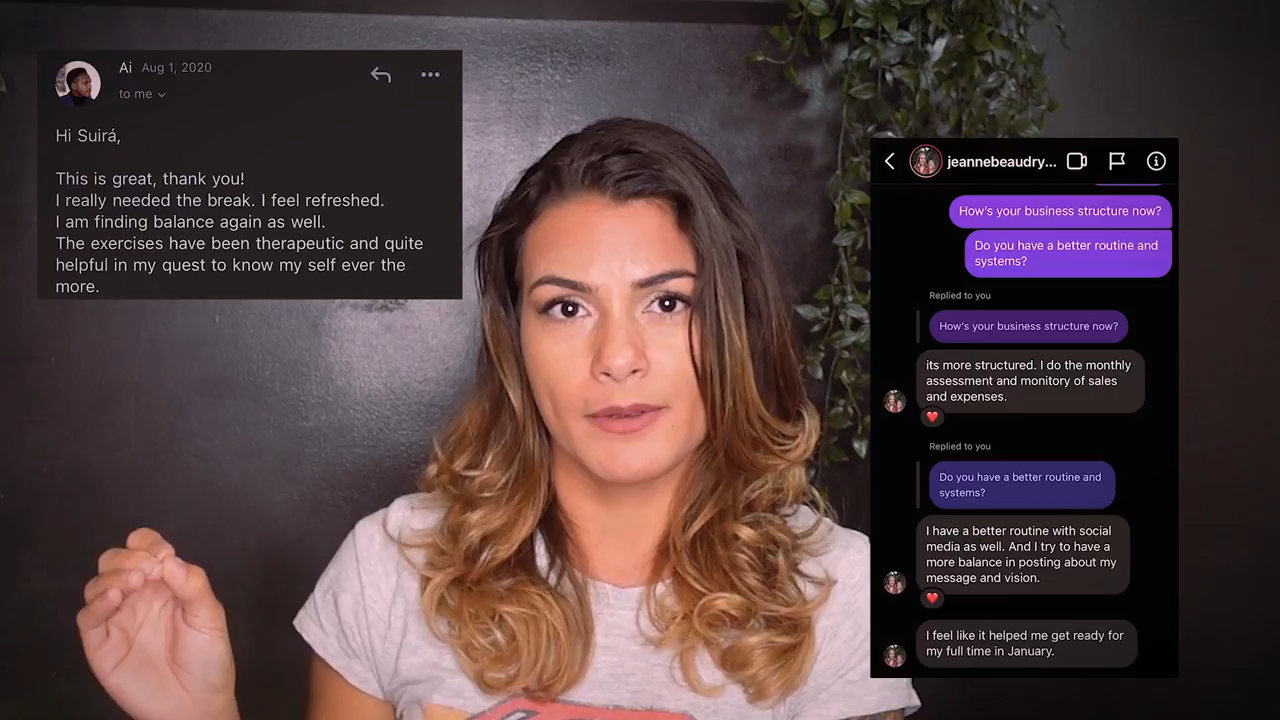 Ai Aug 1, 2020
to me
Hi Suirá,
This is great, thank you!
I really needed the break. I feel refreshed.
I am finding balance again as well.
The exercises have been therapeutic and quite
helpful in my quest to know my self ever the
more.
jeannebeaudry...
How's your business structure now?
Do you have a better routine and
systems?
Replied to you
How's your business structure now?
its more structured. I do the monthly
assessment and monitory of sales
and expenses.
Replied to you
Do you have a better routine and
systems?
I have a better routine with social
media as well. And I try to have a
more balance in posting about my
message and vision.
I feel like it helped me get ready for
my full time in January.